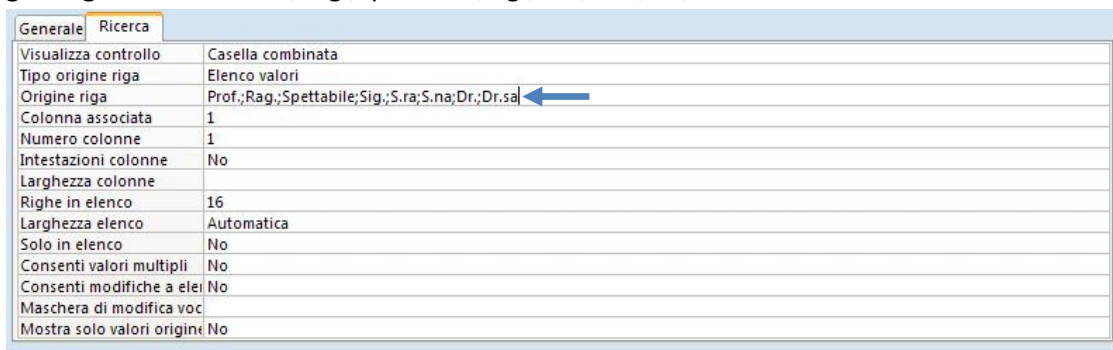 Generale Ricerca
Visualizza controllo Casella combinata
Tipo origine riga Elenco valori
Origine riga Prof.;Rag.;Spettabile;Sig.;S.ra;S.na;Dr.;Dr.sa
Colonna associata 1
Numero colonne 1
Intestazioni colonne No
Larghezza colonne
Righe in elenco 16
Larghezza elenco Automatica
Solo in elenco No
Consenti valori multipli No
Consenti modifiche a ele No
Maschera di modifica voc
Mostra solo valori origine No